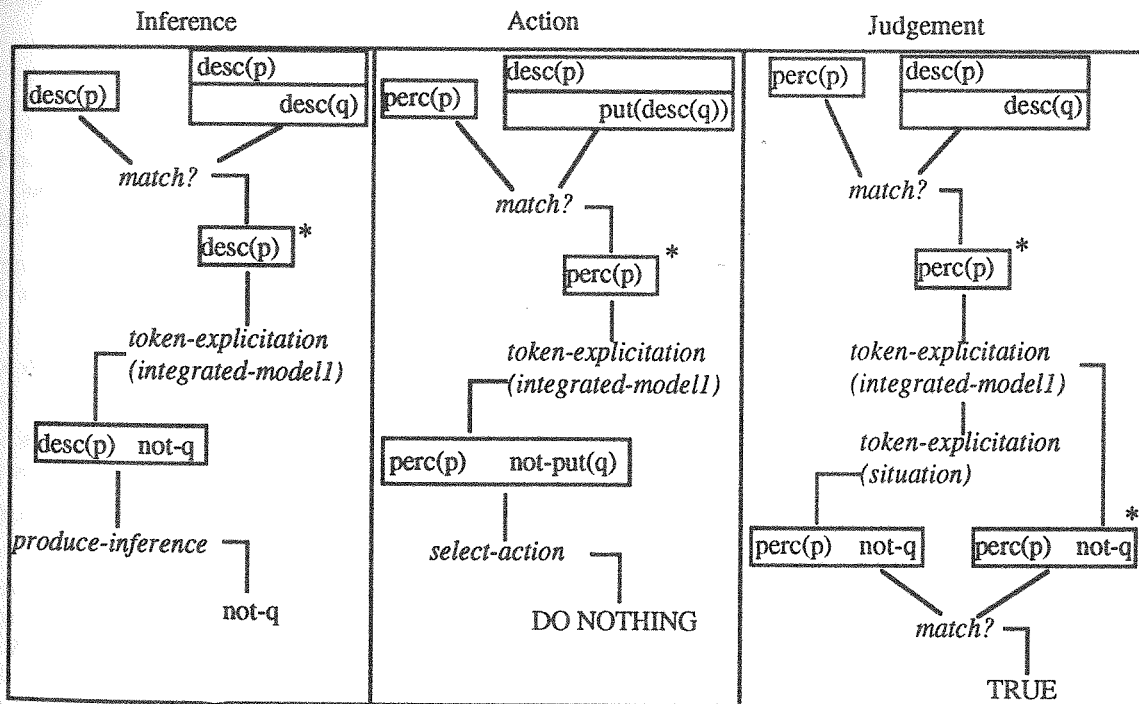 Inference
desc(p)
desc(p)
desc(q)
match?
desc(p) *
token-explicitation
(integrated-model1)
desc(p) not-q
produce-inference
not-q
Action
perc(p)
desc(p)
put(desc(q))
match?
perc(p) *
token-explicitation
(integrated-model1)
perc(p) not-put(q)
select-action
DO NOTHING
Judgement
perc(p)
desc(p)
desc(q)
match?
perc(p) *
token-explicitation
(integrated-model1)
token-explicitation
(situation)
perc(p) not-q
perc(p) not-q *
match?
TRUE